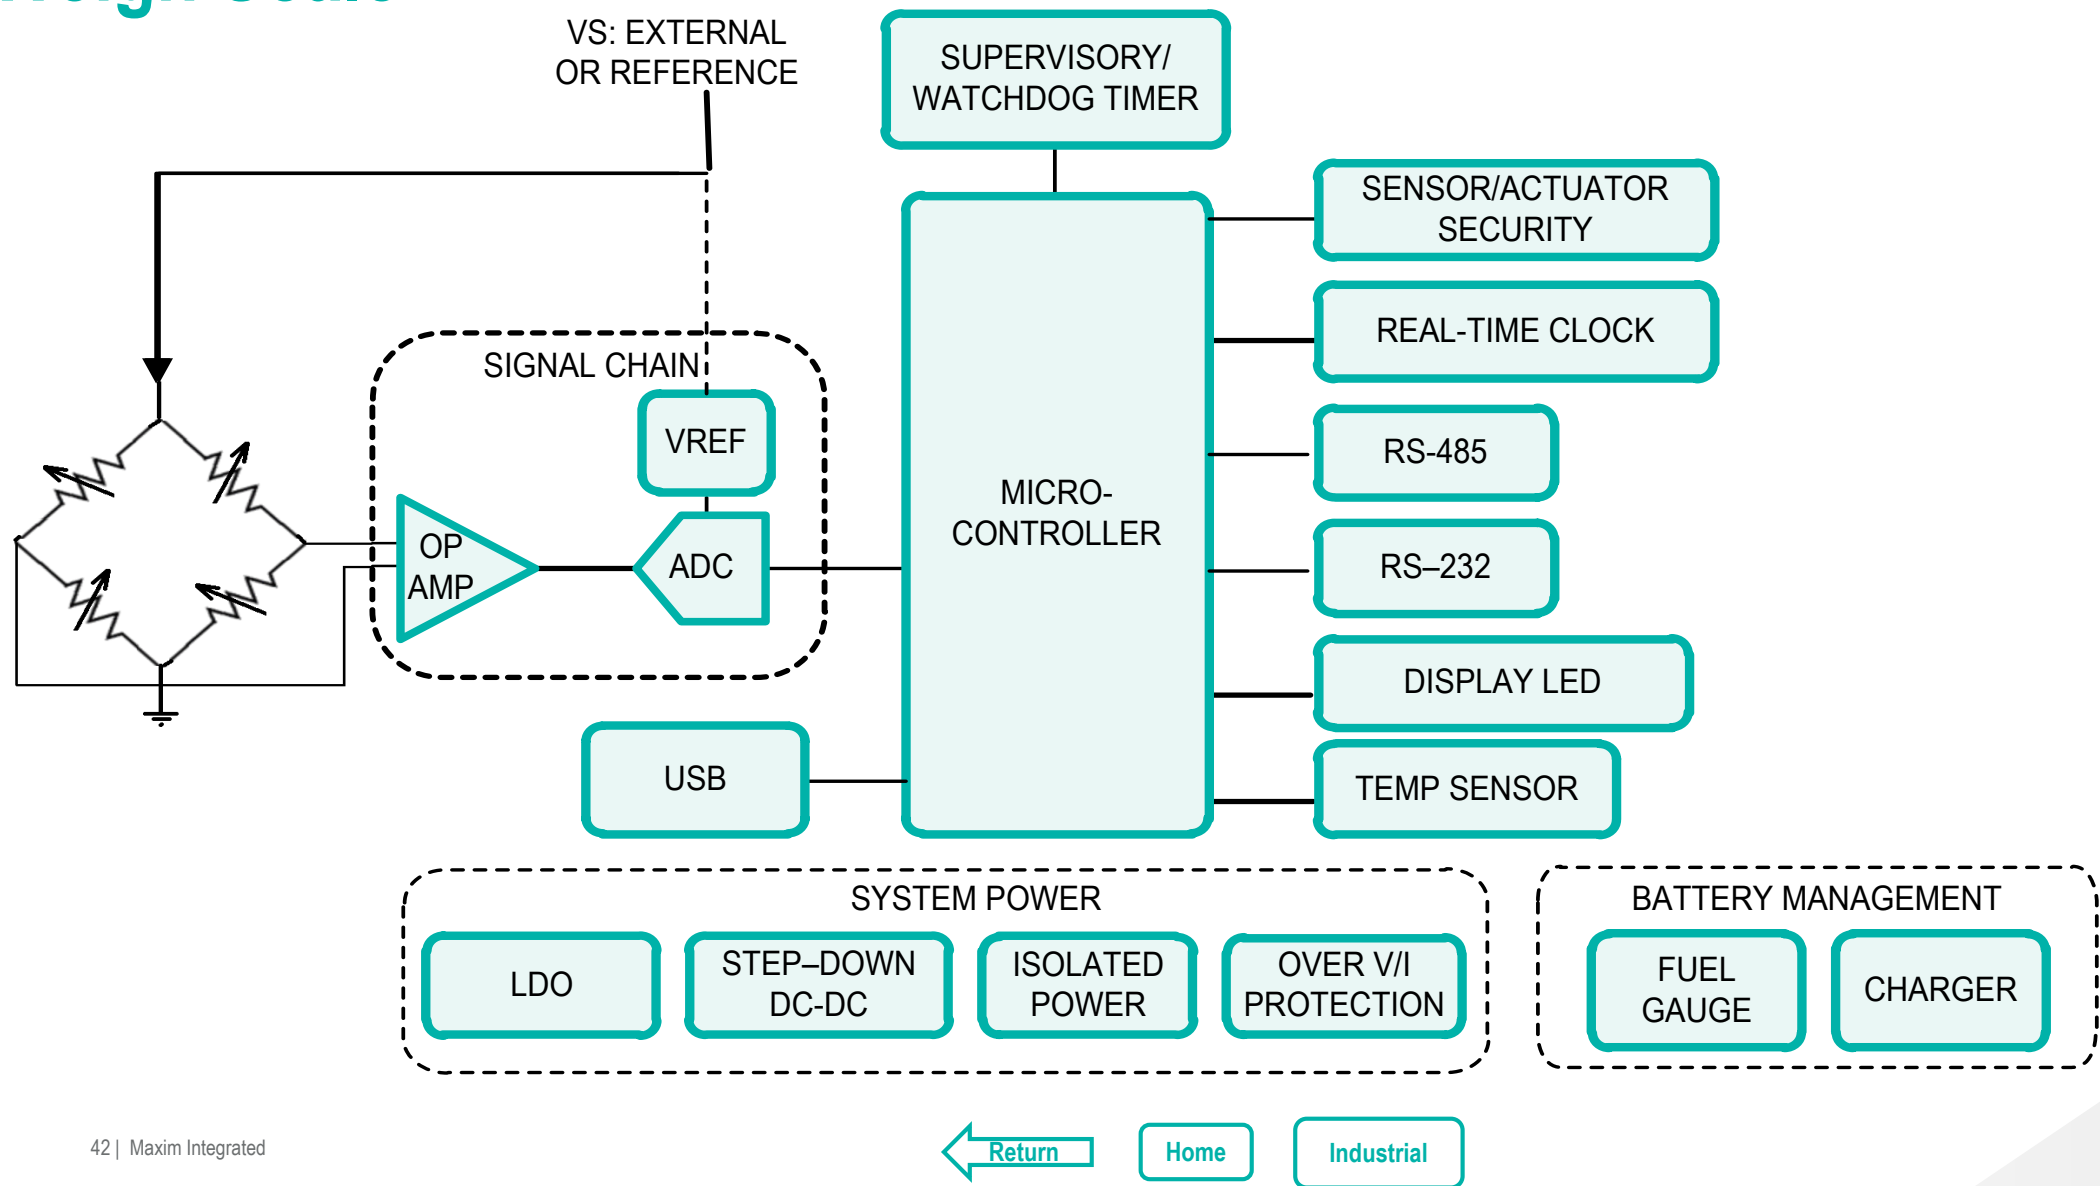 Weigh Scale
VS: EXTERNAL
OR REFERENCE
SUPERVISORY/
WATCHDOG TIMER
SENSOR/ACTUATOR
SECURITY
REAL-TIME CLOCK
SIGNAL CHAIN
VREF
RS-485
MICRO-
CONTROLLER
OP
AMP
ADC
RS–232
DISPLAY LED
USB
TEMP SENSOR
SYSTEM POWER
LDO
STEP–DOWN
DC-DC
ISOLATED
POWER
OVER V/I
PROTECTION
BATTERY MANAGEMENT
FUEL
GAUGE
CHARGER
42 | Maxim Integrated
Return
Home
Industrial